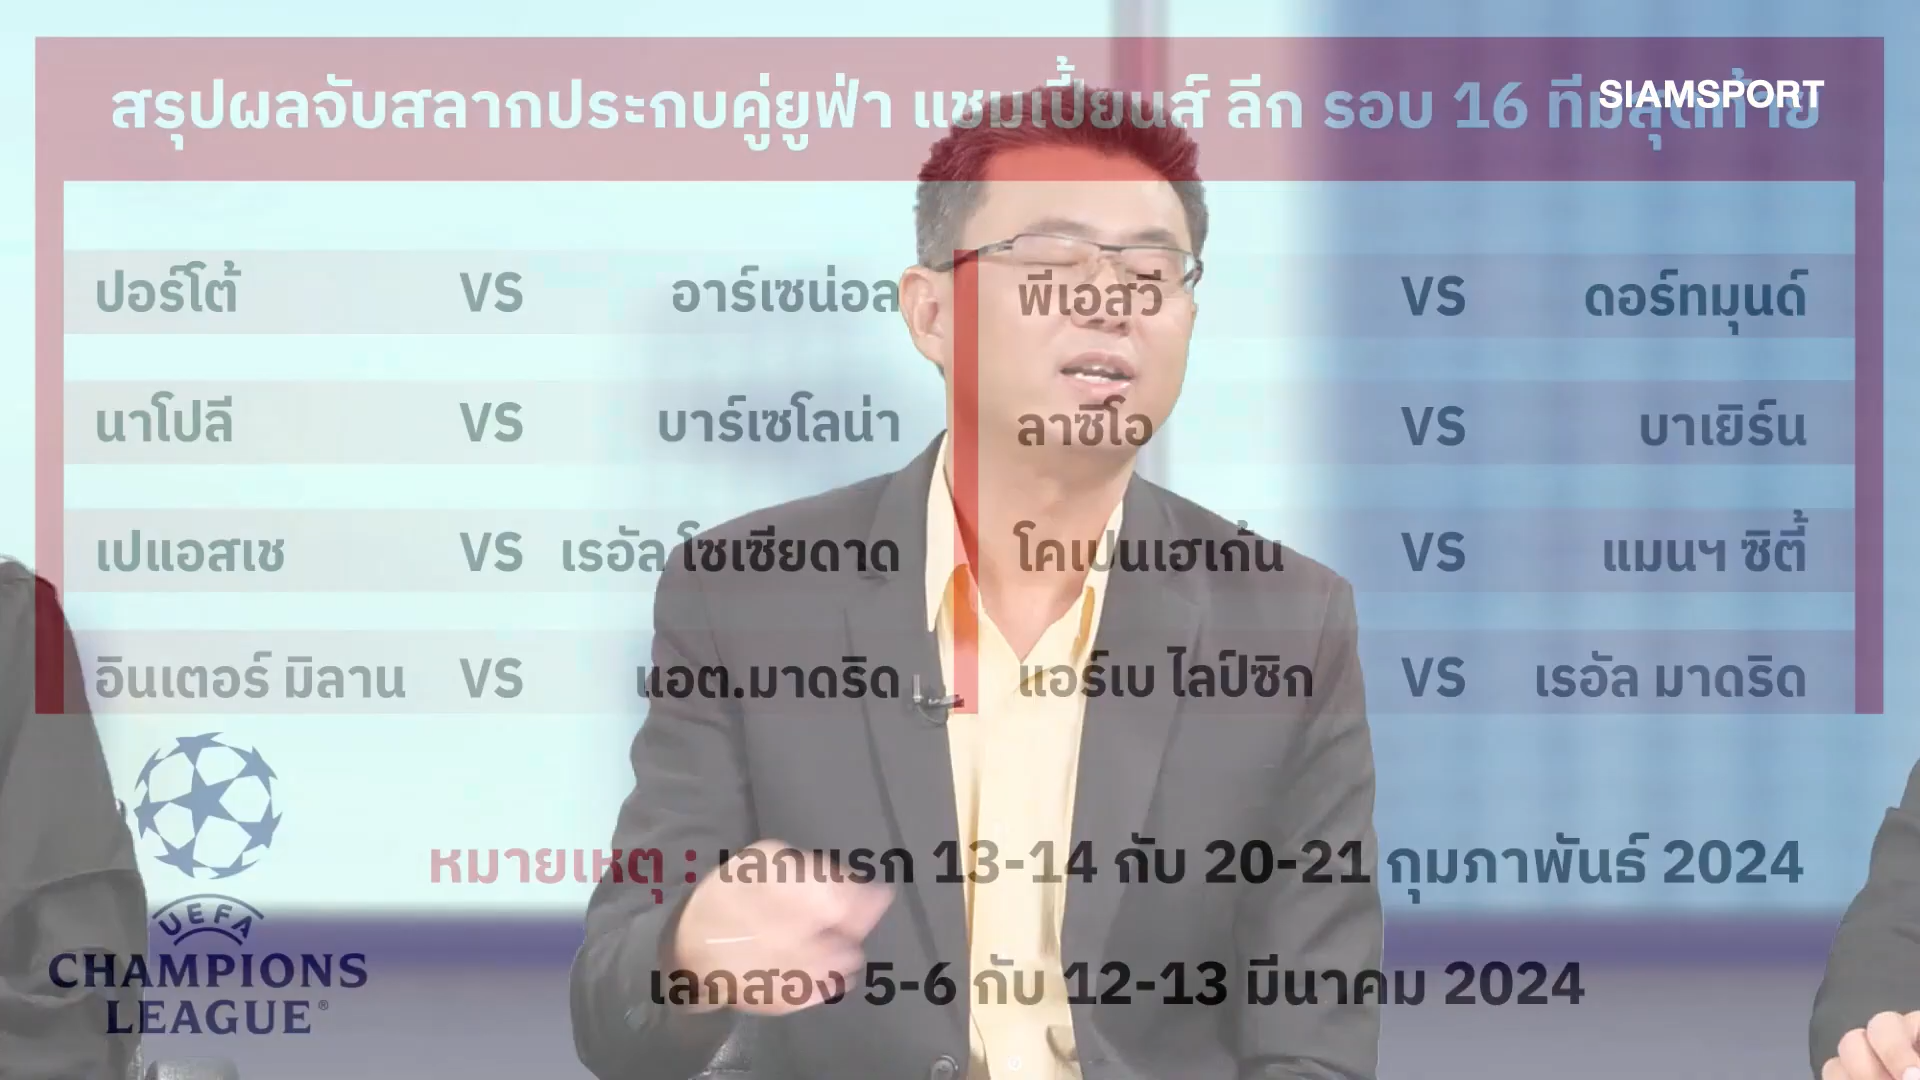 สรุปผลจับสลากประกบคู่ยูฟ่า แชมเปี้ยนส์ ลีก รอบ 16 ทีมสุดท้าย
SIAMSPORT
ปอร์โต้ VS อาร์เซน่อล
พีเอสวี VS ดอร์ทมุนด์
นาโปลี VS บาร์เซโลน่า
ลาซิโอ VS บาเยิร์น
เปแอสเช VS เรอัล โซเซียดาด
โคเปนเฮเก้น VS แมนฯ ซิตี้
อินเตอร์ มิลาน VS แอต.มาดริด
แอร์เบ ไลป์ซิก VS เรอัล มาดริด
หมายเหตุ : เลกแรก 13-14 กับ 20-21 กุมภาพันธ์ 2024
เลกสอง 5-6 กับ 12-13 มีนาคม 2024
UEFA
CHAMPIONS
LEAGUE®